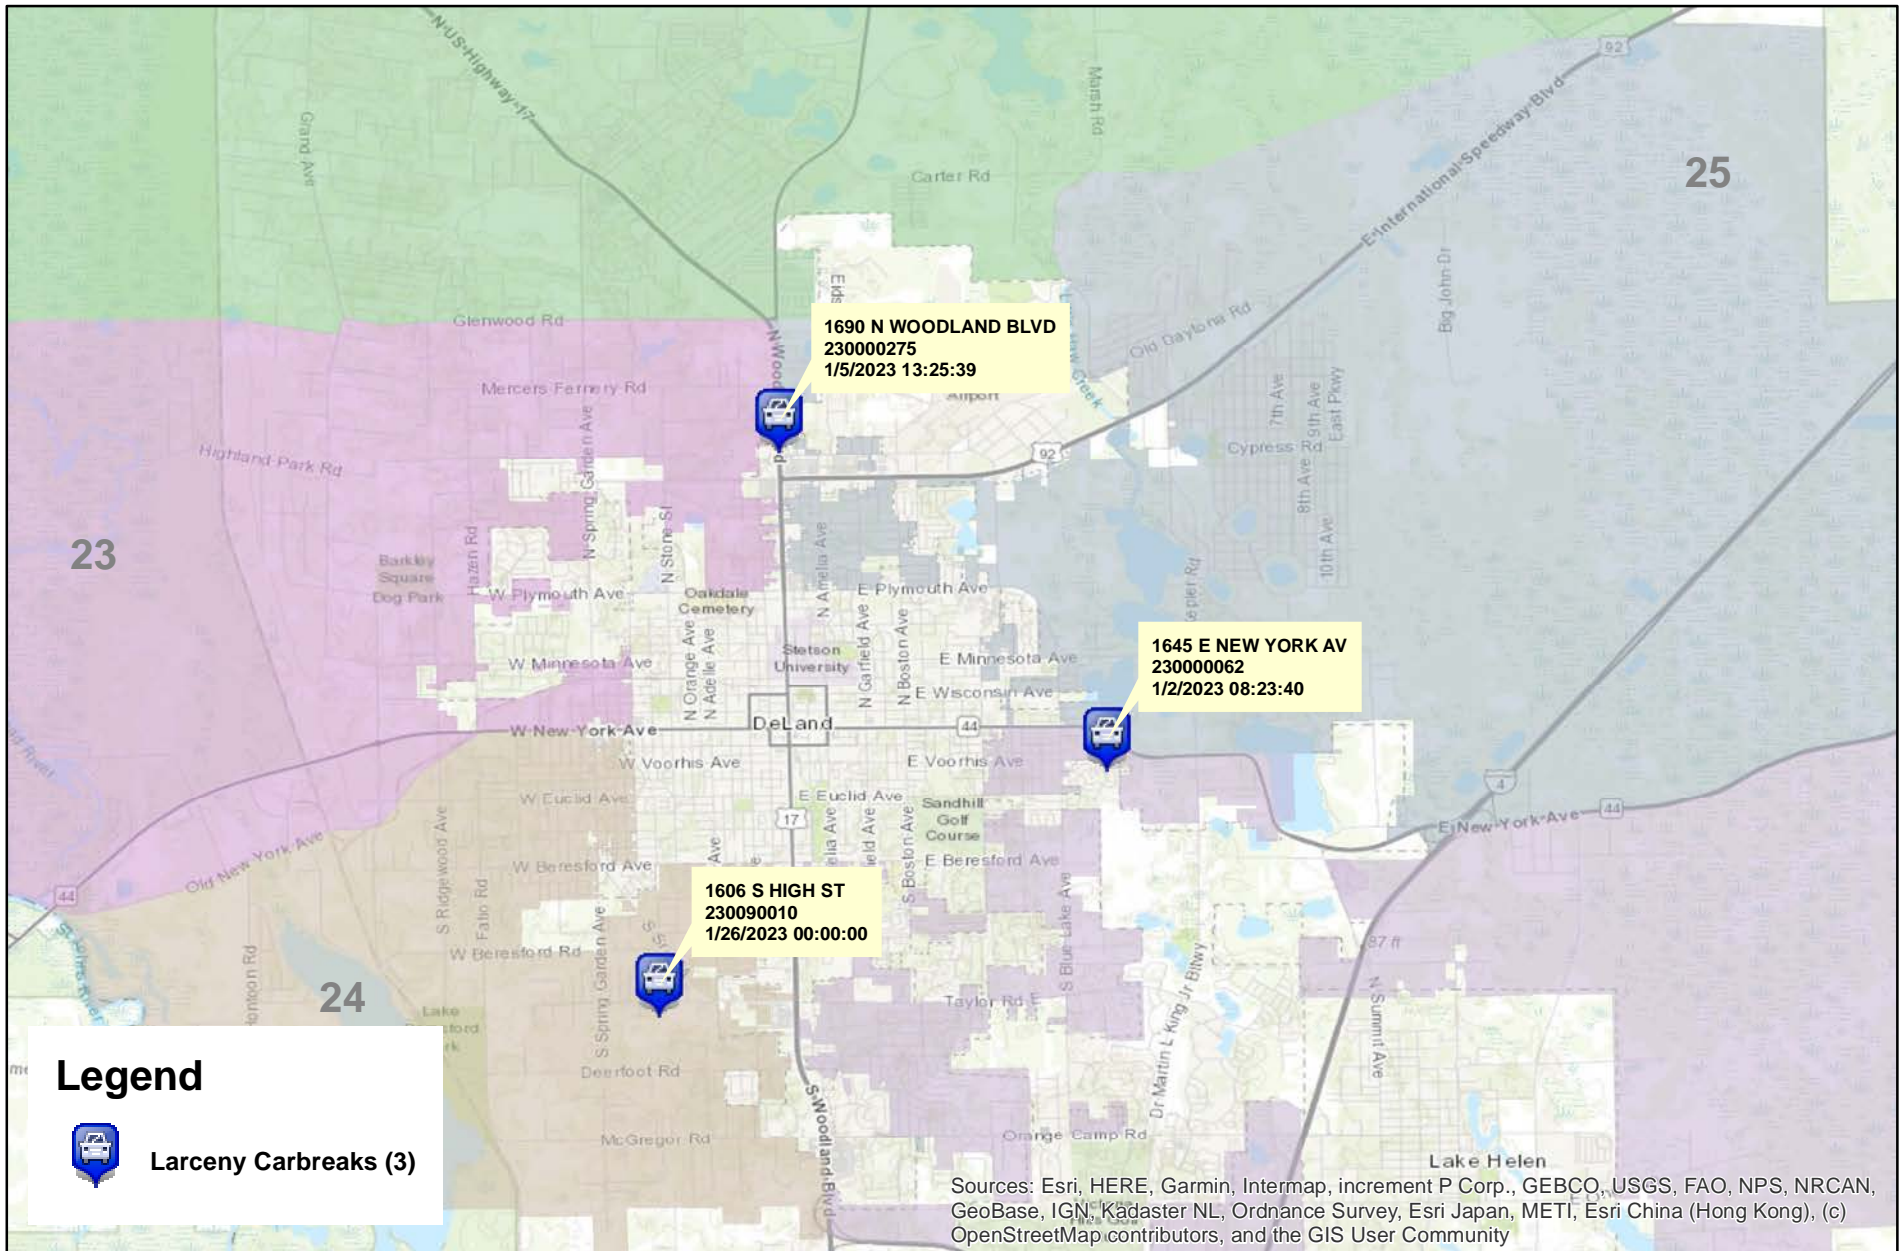 N US Highway 17
92
Marsh Rd
Grand Ave
Carter Rd
25
E International Speedway Blvd
Big John Dr
Glenwood Rd
Old Daytona Rd
1690 N WOODLAND BLVD
230000275
1/5/2023 13:25:39
Creek
Airport
Mercers Fernery Rd
7th Ave
9th Ave
East Pkwy
Highland Park Rd
N Spring Garden Ave
92
Cypress Rd
8th Ave
23
Hazen Rd
N Stone St
N Amelia Ave
10th Ave
Barkley
Square
Dog Park
W Plymouth Ave
Oakdale
Cemetery
E Plymouth Ave
Kepler Rd
N Orange Ave
N Adelle Ave
Stetson
University
N Garfield Ave
N Boston Ave
W Minnesota Ave
E Minnesota Ave
E Wisconsin Ave
1645 E NEW YORK AV
230000062
1/2/2023 08:23:40
W New York Ave
DeLand
44
W Voorhis Ave
E Voorhis Ave
4
W Euclid Ave
E Euclid Ave
Sandhill
Golf
Course
17
44
E New York Ave
Old New York Ave
S Ridgewood Ave
W Beresford Ave
Ave
S Boston Ave
E Beresford Ave
44
Fatio Rd
1606 S HIGH ST
230090010
1/26/2023 00:00:00
S Spring Garden Ave
S Blue Lake Ave
St Johns River
W Beresford Rd
87 ft
24
Lake
Taylor Rd
Dr Martin L King Jr Bltwy
N Summit Ave
Deerfoot Rd
S Woodland Blvd
McGregor Rd
Orange Camp Rd
Lake Helen
Legend
Larceny Carbreaks (3)
Sources: Esri, HERE, Garmin, Intermap, increment P Corp., GEBCO, USGS, FAO, NPS, NRCAN,
GeoBase, IGN, Kadaster NL, Ordnance Survey, Esri Japan, METI, Esri China (Hong Kong), (c)
OpenStreetMap contributors, and the GIS User Community